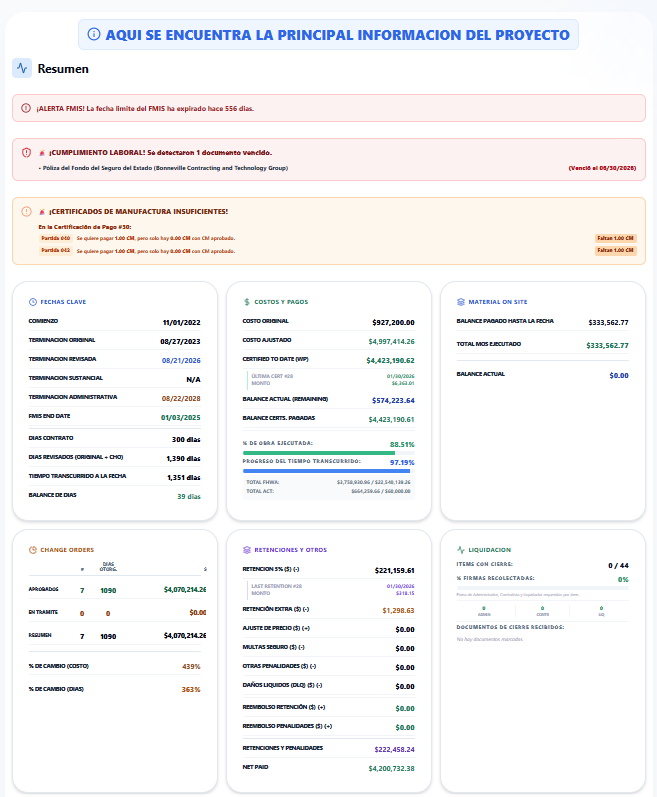 AQUI SE ENCUENTRA LA PRINCIPAL INFORMACION DEL PROYECTO
Resumen
¡ALERTA FMIS! La fecha limite del FMIS ha expirado hace 556 dias.
¡CUMPLIMIENTO LABORAL! Se detectaron 1 documento vencido.
• Póliza del Fondo del Seguro del Estado (Bonneville Contracting and Technology Group) (Venció el 06/30/2026)
¡CERTIFICADOS DE MANUFACTURA INSUFICIENTES!
En la Certificación de Pago #30:
Partida 040 Se quiere pagar 1.00 CM, pero solo hay 0.00 CM con CM aprobado. Faltan 1.00 CM
Partida 042 Se quiere pagar 1.00 CM, pero solo hay 0.00 CM con CM aprobado. Faltan 1.00 CM
FECHAS CLAVE
COMIENZO 11/01/2022
TERMINACION ORIGINAL 08/27/2023
TERMINACION REVISADA 08/21/2026
TERMINACION SUSTANCIAL N/A
TERMINACION ADMINISTRATIVA 08/22/2028
FMIS END DATE 01/03/2025
DIAS CONTRATO 300 dias
DIAS REVISADOS (ORIGINAL + CHO) 1,390 dias
TIEMPO TRANSCURRIDO A LA FECHA 1,351 dias
BALANCE DE DIAS 39 dias
COSTOS Y PAGOS
COSTO ORIGINAL $927,200.00
COSTO AJUSTADO $4,997,414.26
CERTIFIED TO DATE (WP) $4,423,190.62
ÚLTIMA CERT #28 01/30/2026
MONTO $6,363.01
BALANCE ACTUAL (REMAINING) $574,223.64
BALANCE CERTS. PAGADAS $4,423,190.61
% DE OBRA EJECUTADA: 88.51%
PROGRESO DEL TIEMPO TRANSCURRIDO: 97.19%
TOTAL FHWA: $3,758,930.06 / $22,540,138.26
TOTAL ACT: $664,259.66 / $60,000.00
MATERIAL ON SITE
BALANCE PAGADO HASTA LA FECHA $333,562.77
TOTAL MOS EJECUTADO $333,562.77
BALANCE ACTUAL $0.00
CHANGE ORDERS
# DIAS OTORG. $
APROBADOS 7 1090 $4,070,214.26
EN TRAMITE 0 0 $0.00
RESUMEN 7 1090 $4,070,214.26
% DE CAMBIO (COSTO) 439%
% DE CAMBIO (DIAS) 363%
RETENCIONES Y OTROS
RETENCION 5% ($) (-) $221,159.61
LAST RETENTION #28 01/30/2026
MONTO $318.15
RETENCIÓN EXTRA ($) (-) $1,298.63
AJUSTE DE PRECIO ($) (+) $0.00
MULTAS SEGURO ($) (-) $0.00
OTRAS PENALIDADES ($) (-) $0.00
DAÑOS LIQUIDOS (DLQ) ($) (-) $0.00
REEMBOLSO RETENCIÓN ($) (+) $0.00
REEMBOLSO PENALIDADES ($) (+) $0.00
RETENCIONES Y PENALIDADES $222,458.24
NET PAID $4,200,732.38
LIQUIDACION
ITEMS CON CIERRE: 0 / 44
% FIRMAS RECOLECTADAS: 0%
0 0 0
ADMIN CONTR LIQ
DOCUMENTOS DE CIERRE RECIBIDOS:
No hay documentos marcados